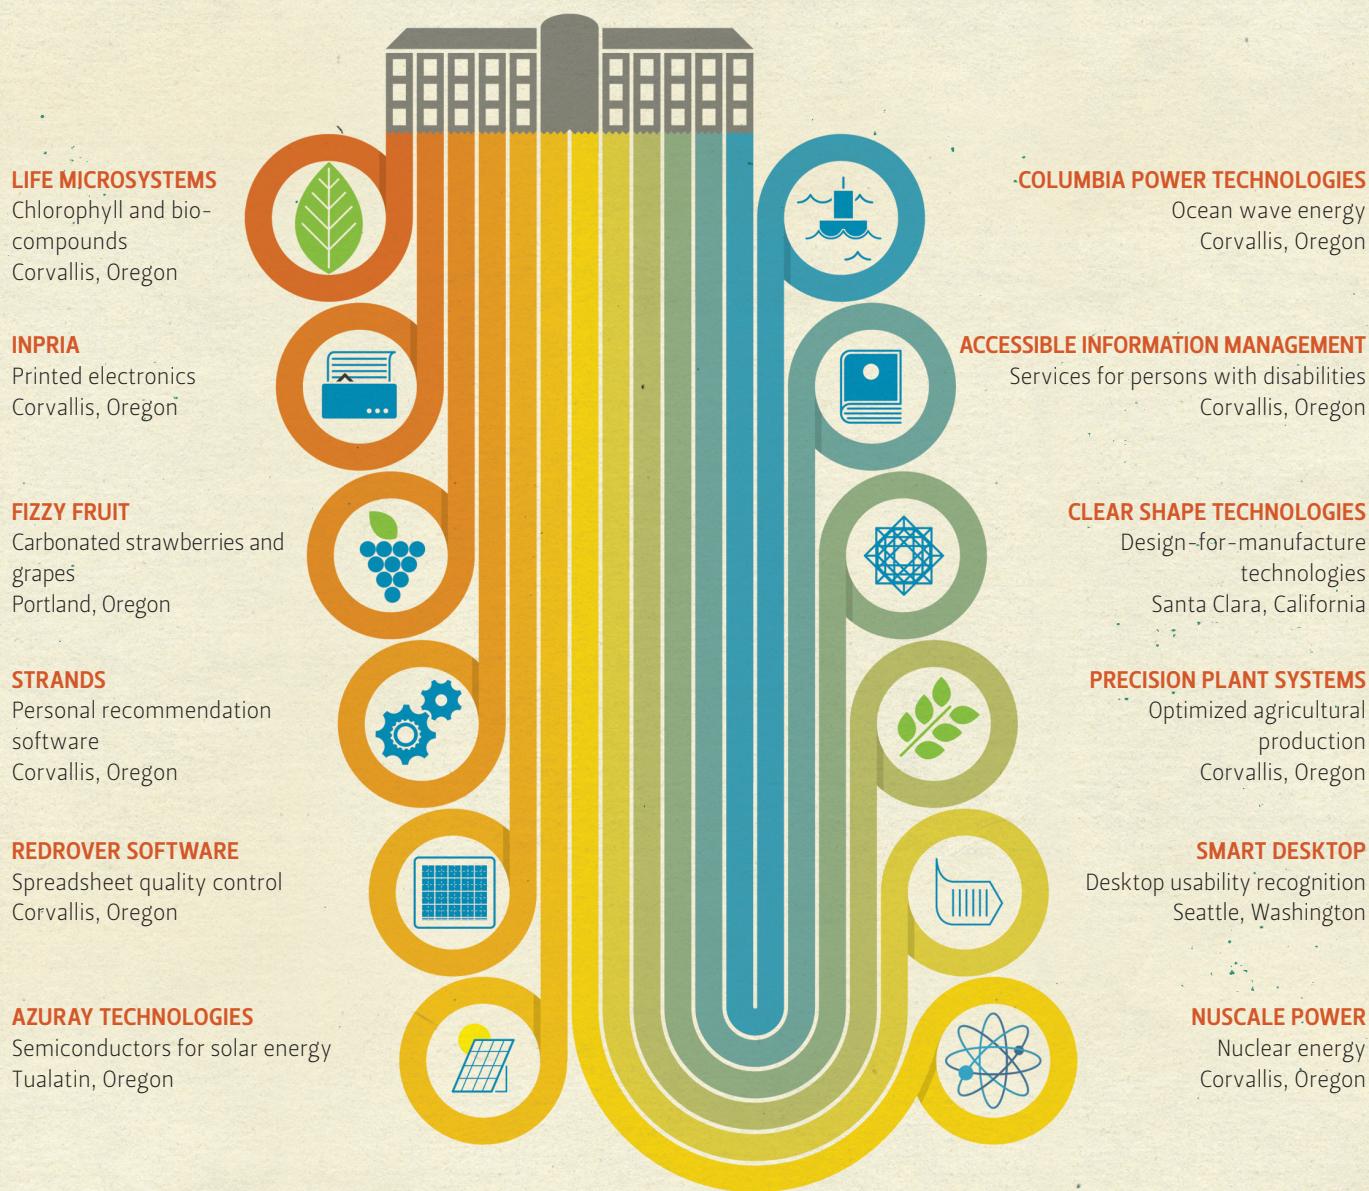 LIFE MICROSYSTEMS
Chlorophyll and bio-
compounds
Corvallis, Oregon
INPRIA
Printed electronics
Corvallis, Oregon
FIZZY FRUIT
Carbonated strawberries and
grapes
Portland, Oregon
STRANDS
Personal recommendation
software
Corvallis, Oregon
REDROVER SOFTWARE
Spreadsheet quality control
Corvallis, Oregon
AZURAY TECHNOLOGIES
Semiconductors for solar energy
Tualatin, Oregon
COLUMBIA POWER TECHNOLOGIES
Ocean wave energy
Corvallis, Oregon
ACCESSIBLE INFORMATION MANAGEMENT
Services for persons with disabilities
Corvallis, Oregon
CLEAR SHAPE TECHNOLOGIES
Design-for-manufacture
technologies
Santa Clara, California
PRECISION PLANT SYSTEMS
Optimized agricultural
production
Corvallis, Oregon
SMART DESKTOP
Desktop usability recognition
Seattle, Washington
NUSCALE POWER
Nuclear energy
Corvallis, Oregon